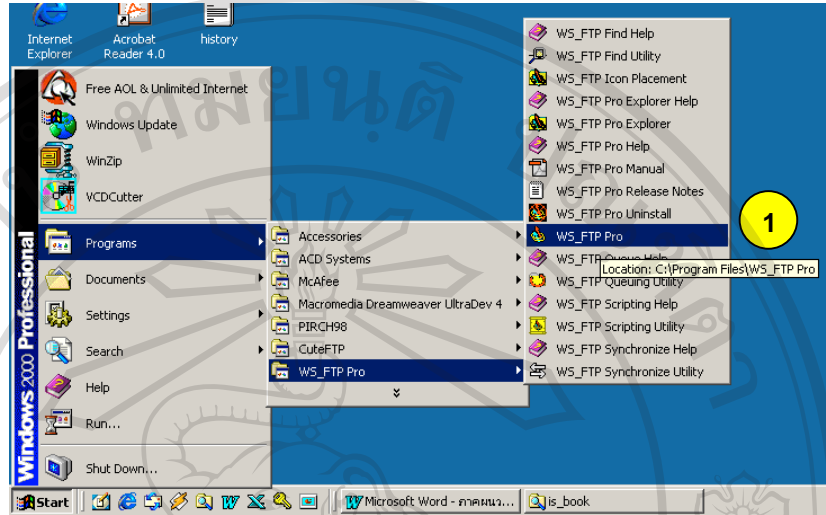 Internet
Explorer
Acrobat
Reader 4.0
history
Free AOL & Unlimited Internet
Windows Update
WinZip
VCDCutter
Programs
Documents
Settings
Search
Help
Run...
Shut Down...
Windows 2000 Professional
Accessories
ACD Systems
McAfee
Macromedia Dreamweaver UltraDev 4
PIRCH98
CuteFTP
WS_FTP Pro
WS_FTP Find Help
WS_FTP Find Utility
WS_FTP Icon Placement
WS_FTP Pro Explorer Help
WS_FTP Pro Explorer
WS_FTP Pro Help
WS_FTP Pro Manual
WS_FTP Pro Release Notes
WS_FTP Pro Uninstall
WS_FTP Pro
1
WS_FTP Queue Help
Location: C:\Program Files\WS_FTP Pro
WS_FTP Queuing Utility
WS_FTP Scripting Help
WS_FTP Scripting Utility
WS_FTP Synchronize Help
WS_FTP Synchronize Utility
Start
Microsoft Word - ภาคผนว...
is_book